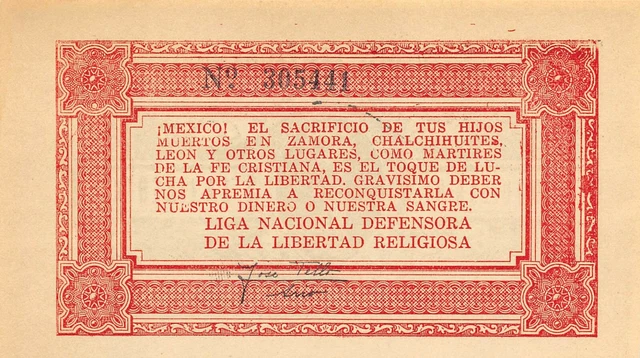 Nº 305441
¡MEXICO! EL SACRIFICIO DE TUS HIJOS
MUERTOS EN ZAMORA, CHALCHIHUITES,
LEON Y OTROS LUGARES, COMO MARTIRES
DE LA FE CRISTIANA, ES EL TOQUE DE LU-
CHA POR LA LIBERTAD. GRAVISIMO DEBER
NOS APREMIA A RECONQUISTARLA CON
NUESTRO DINERO O NUESTRA SANGRE.
LIGA NACIONAL DEFENSORA
DE LA LIBERTAD RELIGIOSA
Jose Tello